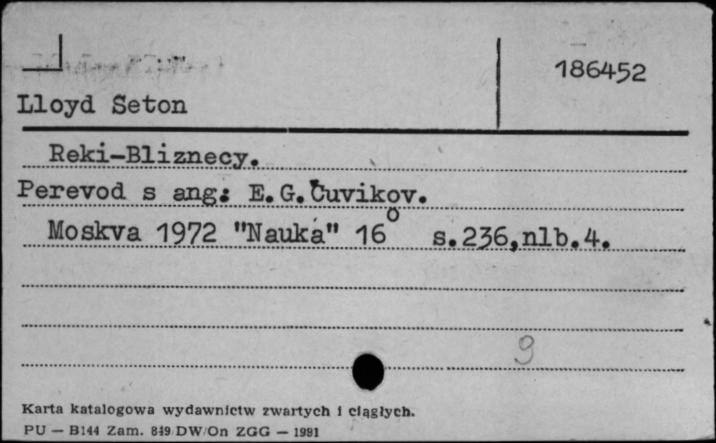 186452
Lloyd Seton
Reki-Bliznecy.
Perevod s ang: E.G.Čuvikov.
Moskva 1972 "Nauka" 16° s.236,nlb.4.
9
Karta katalogowa wydawnictw zwartych i ciągłych.
PU — B144 Zam. 849 DW/On ZGG — 1991